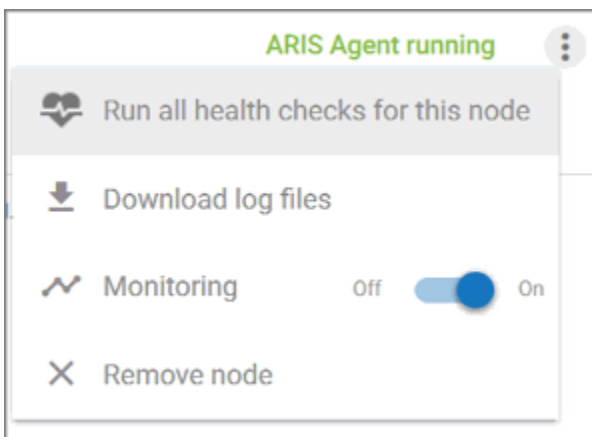 ARIS Agent running
Run all health checks for this node
Download log files
Monitoring Off On
Remove node